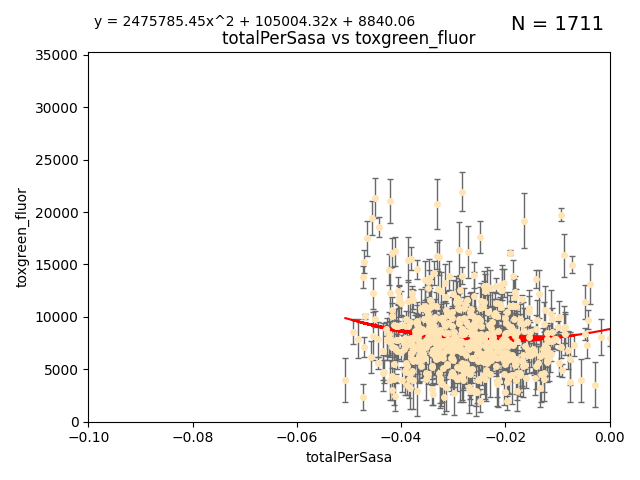 y = 2475785.45x^2 + 105004.32x + 8840.06
N = 1711
totalPerSasa vs toxgreen_fluor
35000
30000
25000
20000
15000
10000
5000
0
toxgreen_fluor
−0.10
−0.08
−0.06
−0.04
−0.02
0.00
totalPerSasa